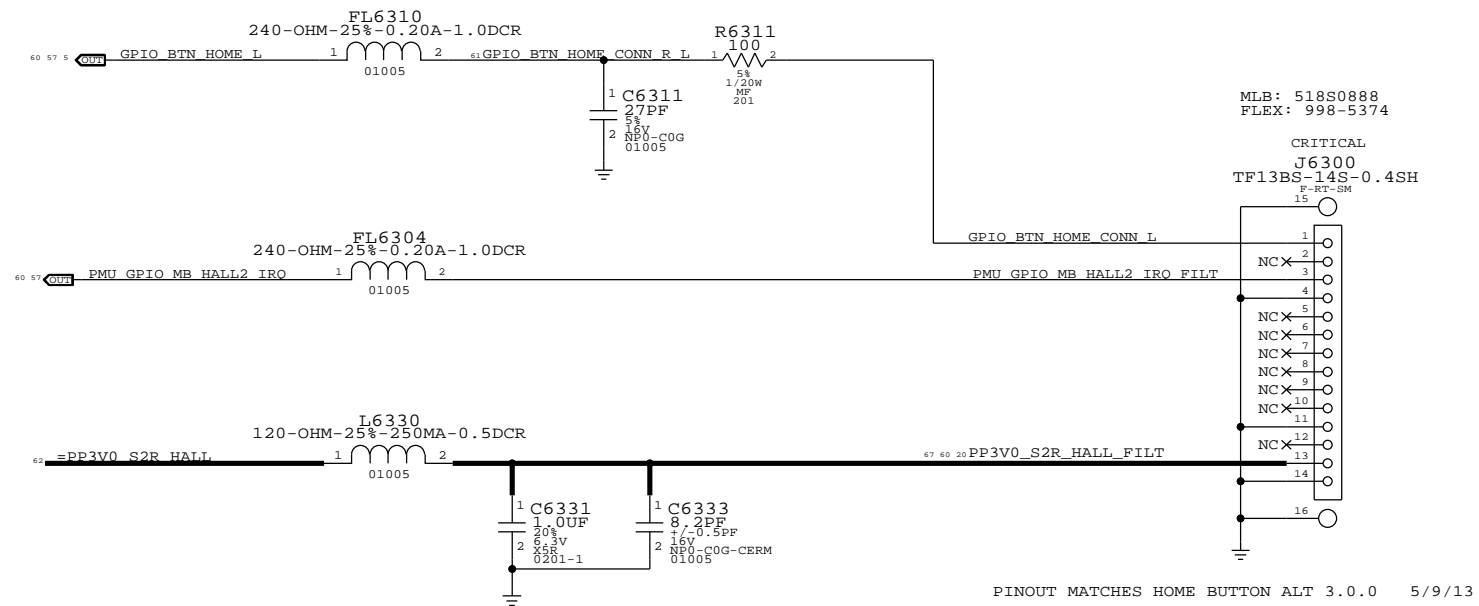 FL6310
240-OHM-25%-0.20A-1.0DCR
60 57 5 OUT GPIO_BTN_HOME_L 1 2 61 GPIO_BTN_HOME_CONN_R_L
01005
R6311
100
1 2
5%
1/20W
MF
201
1 C6311
27PF
5%
16V
2 NP0-C0G
01005
MLB: 518S0888
FLEX: 998-5374
CRITICAL
J6300
TF13BS-14S-0.4SH
F-RT-SM
15
GPIO_BTN_HOME_CONN_L 1
NC 2
FL6304
240-OHM-25%-0.20A-1.0DCR
60 57 OUT PMU_GPIO_MB_HALL2_IRQ 1 2 PMU_GPIO_MB_HALL2_IRQ_FILT 3
01005
4
NC 5
NC 6
NC 7
NC 8
NC 9
NC 10
11
NC 12
L6330
120-OHM-25%-250MA-0.5DCR
62 =PP3V0_S2R_HALL 1 2 67 60 20 PP3V0_S2R_HALL_FILT 13
01005
14
16
1 C6331
1.0UF
20%
6.3V
2 X5R
0201-1
1 C6333
8.2PF
+/-0.5PF
16V
2 NP0-C0G-CERM
01005
PINOUT MATCHES HOME BUTTON ALT 3.0.0 5/9/13